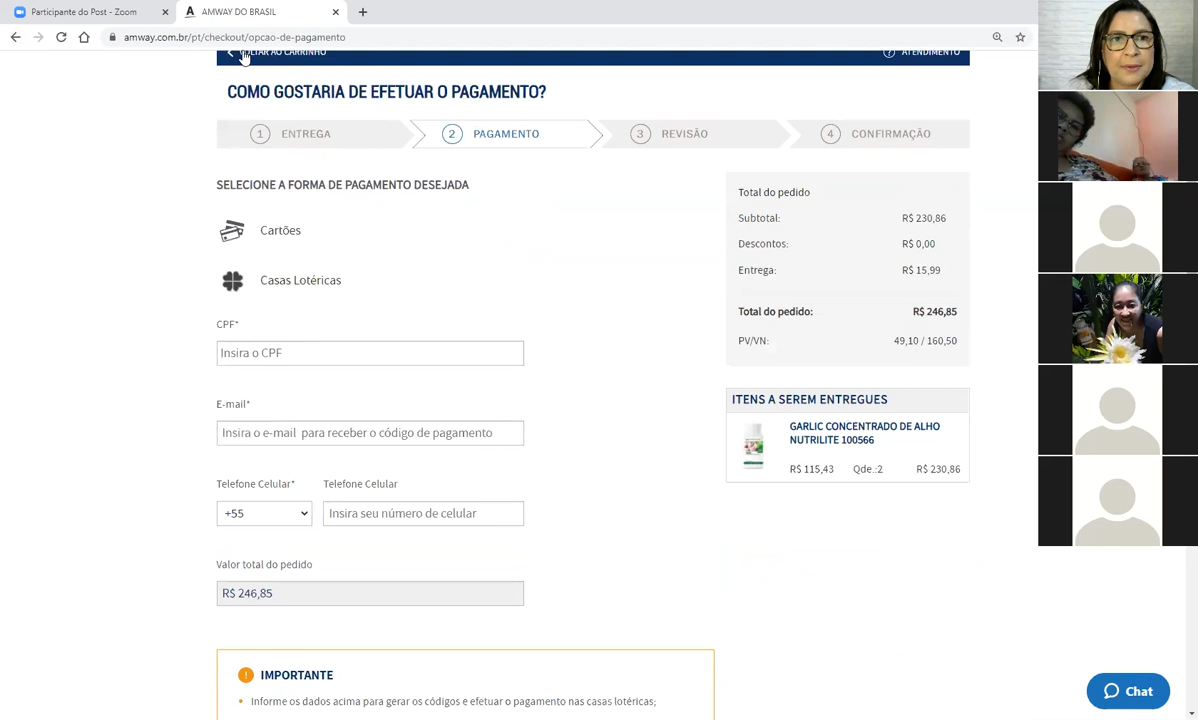 Participante do Post - Zoom
AMWAY DO BRASIL
amway.com.br/pt/checkout/opcao-de-pagamento
VOLTAR AO CARRINHO
ATENDIMENTO
COMO GOSTARIA DE EFETUAR O PAGAMENTO?
1 ENTREGA
2 PAGAMENTO
3 REVISÃO
4 CONFIRMAÇÃO
SELECIONE A FORMA DE PAGAMENTO DESEJADA
Cartões
Casas Lotéricas
CPF*
Insira o CPF
E-mail*
Insira o e-mail para receber o código de pagamento
Telefone Celular* Telefone Celular
+55 Insira seu número de celular
Valor total do pedido
R$ 246,85
! IMPORTANTE
• Informe os dados acima para gerar os códigos e efetuar o pagamento nas casas lotéricas;
Total do pedido
Subtotal: R$ 230,86
Descontos: R$ 0,00
Entrega: R$ 15,99
Total do pedido: R$ 246,85
PV/VN: 49,10 / 160,50
ITENS A SEREM ENTREGUES
GARLIC CONCENTRADO DE ALHO
NUTRILITE 100566
R$ 115,43 Qde.:2 R$ 230,86
Chat